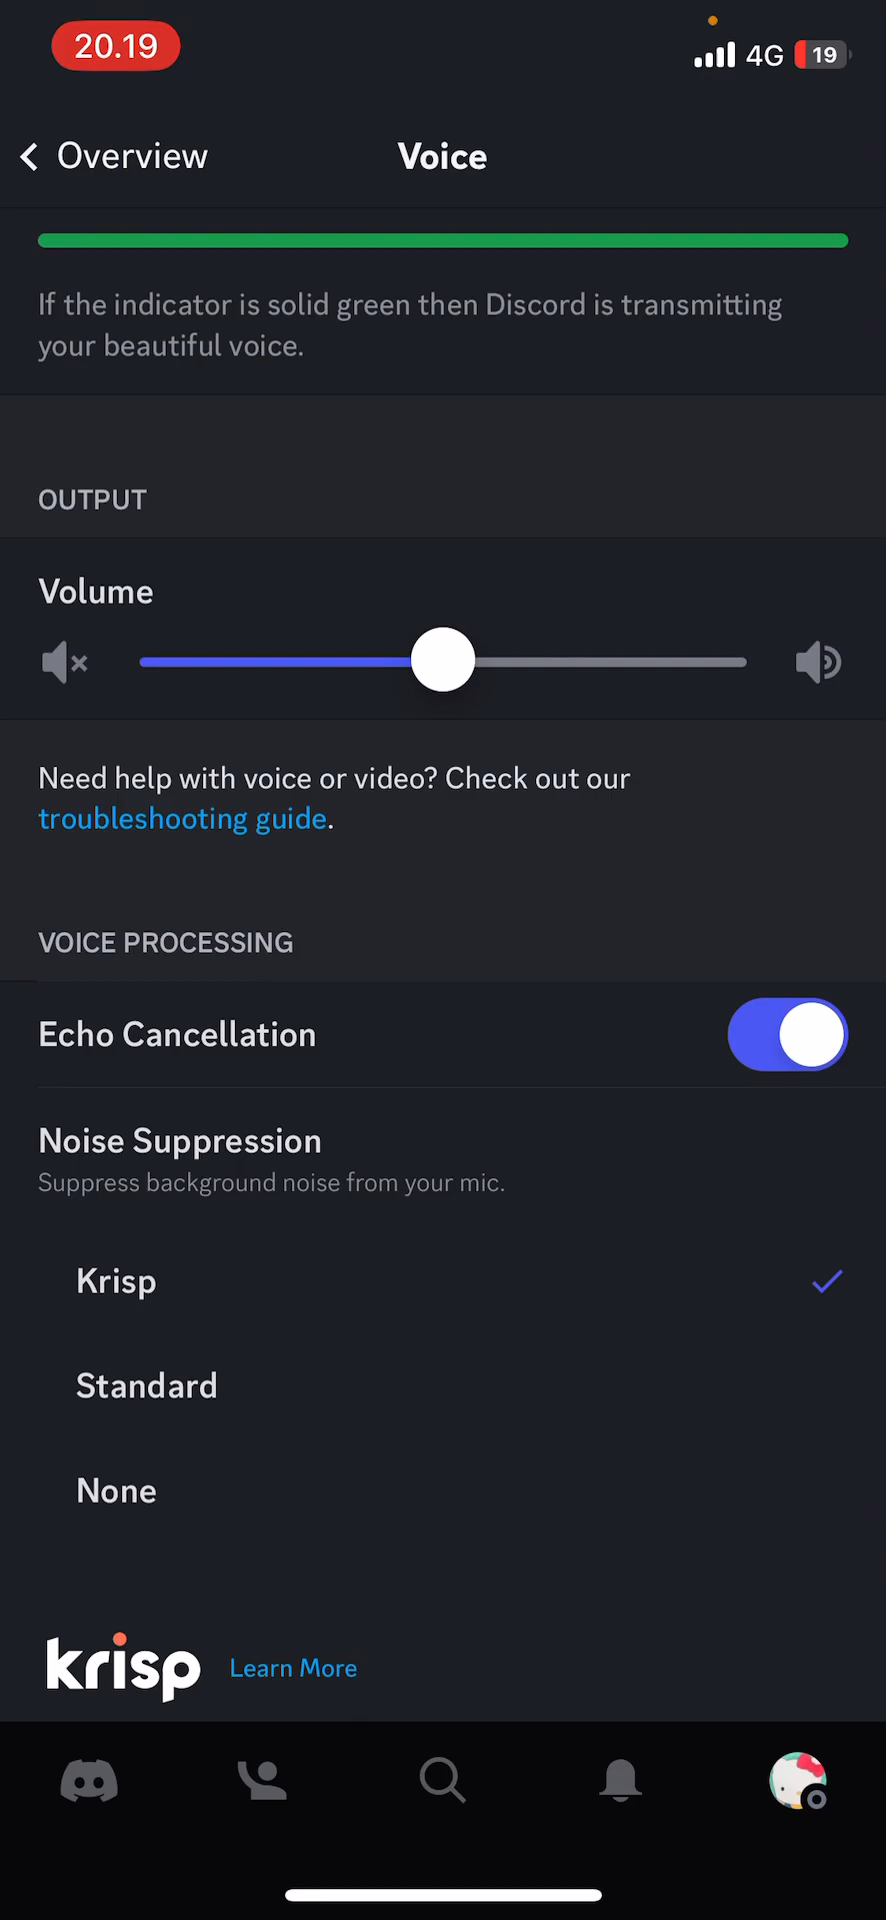 20.19
4G
19
Overview
Voice
If the indicator is solid green then Discord is transmitting
your beautiful voice.
OUTPUT
Volume
Need help with voice or video? Check out our
troubleshooting guide.
VOICE PROCESSING
Echo Cancellation
Noise Suppression
Suppress background noise from your mic.
Krisp
Standard
None
krisp
Learn More